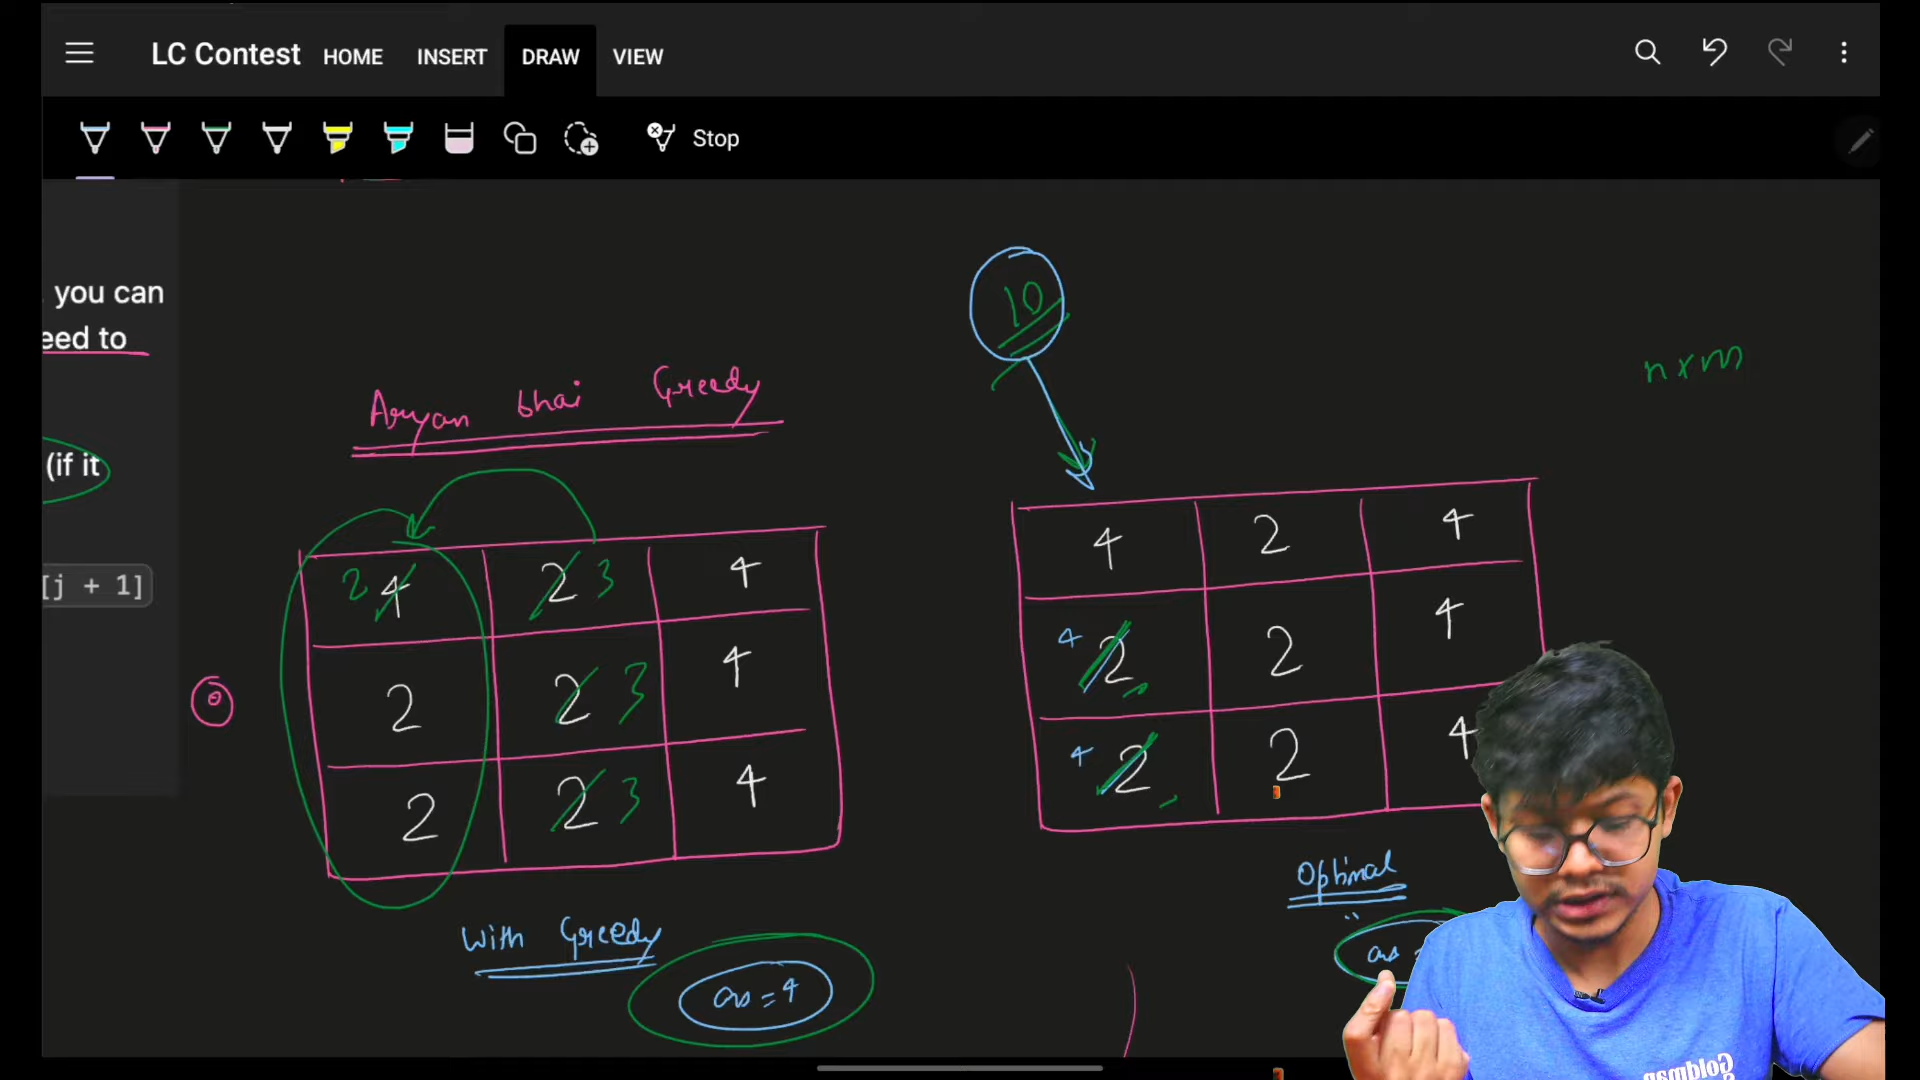 LC Contest HOME INSERT DRAW VIEW
Stop
you can
eed to
(if it
[j + 1]
10
n x m
Aryan bhai Greedy
2 4 2 3 4
2 2 3 4
2 2 3 4
4 2 4
4 2 2 4
4 2 2 4
With Greedy
ans = 4
Optimal
ans =
Goldman